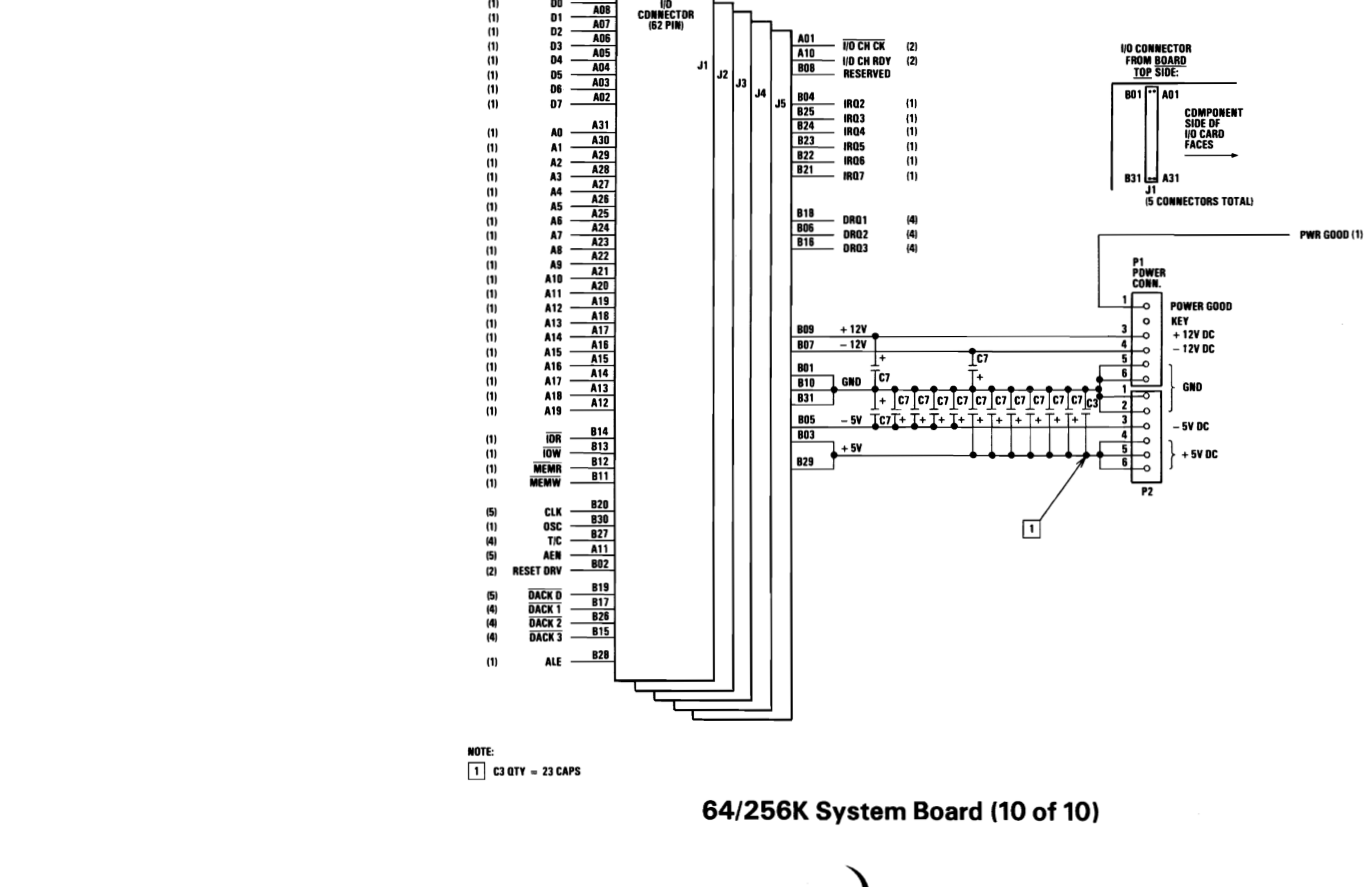 (1) D0
I/O
CONNECTOR
(62 PIN)
(1) D1 A08
(1) D2 A07
(1) D3 A06
(1) D4 A05
(1) D5 A04
(1) D6 A03
(1) D7 A02
J1 J2 J3 J4 J5
(1) A0 A31
(1) A1 A30
(1) A2 A29
(1) A3 A28
(1) A4 A27
(1) A5 A26
(1) A6 A25
(1) A7 A24
(1) A8 A23
(1) A9 A22
(1) A10 A21
(1) A11 A20
(1) A12 A19
(1) A13 A18
(1) A14 A17
(1) A15 A16
(1) A16 A15
(1) A17 A14
(1) A18 A13
(1) A19 A12
(1) IOR B14
(1) IOW B13
(1) MEMR B12
(1) MEMW B11
(5) CLK B20
(1) OSC B30
(4) T/C B27
(5) AEN A11
(2) RESET DRV B02
(5) DACK 0 B19
(4) DACK 1 B17
(4) DACK 2 B26
(4) DACK 3 B15
(1) ALE B28
A01 I/O CH CK (2)
A10 I/O CH RDY (2)
B08 RESERVED
B04 IRQ2 (1)
B25 IRQ3 (1)
B24 IRQ4 (1)
B23 IRQ5 (1)
B22 IRQ6 (1)
B21 IRQ7 (1)
B18 DRQ1 (4)
B06 DRQ2 (4)
B16 DRQ3 (4)
B09 + 12V
B07 − 12V
B01
B10 GND
B31
B05 − 5V
B03
+ 5V
B29
+ C7
C7 +
+ C7
C7 C7 C7 C7 C7 C7 C7 C7 C7 C7 C3
+ + + + + + + + + +
I/O CONNECTOR
FROM BOARD
TOP SIDE:
B01 A01
COMPONENT
SIDE OF
I/O CARD
FACES
B31 A31
J1
(5 CONNECTORS TOTAL)
PWR GOOD (1)
P1
POWER
CONN.
1 POWER GOOD
KEY
3 + 12V DC
4 − 12V DC
5
6
GND
1
2
3 − 5V DC
4
5 + 5V DC
6
P2
1
NOTE:
1 C3 QTY = 23 CAPS
64/256K System Board (10 of 10)